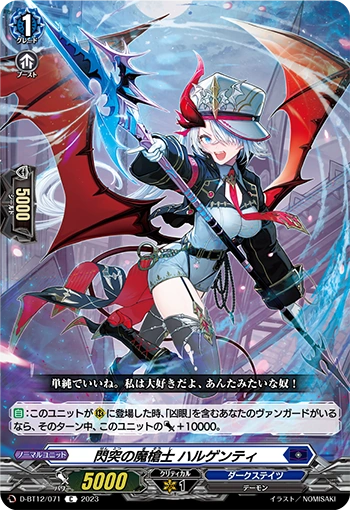 1
グレード
ブースト
5000
シールド
単純でいいね。私は大好きだよ、あんたみたいな奴!
自:このユニットがRに登場した時、「凶眼」を含むあなたのヴァンガードがいる
なら、そのターン中、このユニットの+10000。
ノーマルユニット
閃突の魔槍士 ハルゲンティ
パワー
5000
クリティカル
1
ダークステイツ
デーモン
D-BT12/071 C 2023
イラスト/NOMISAKI